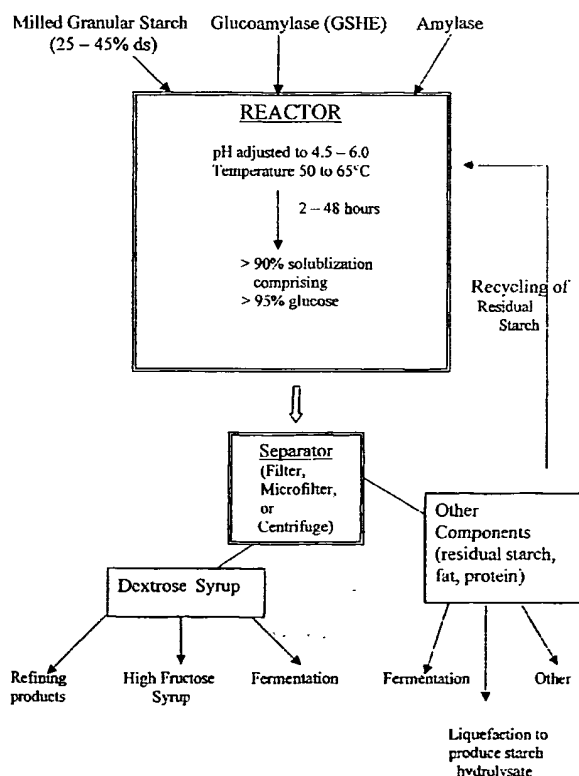 Milled Granular Starch
(25 – 45% ds)
Glucoamylase (GSHE)
Amylase
REACTOR
pH adjusted to 4.5 – 6.0
Temperature 50 to 65°C
2 – 48 hours
> 90% solublization
comprising
> 95% glucose
Recycling of
Residual
Starch
Separator
(Filter,
Microfilter,
or
Centrifuge)
Other
Components
(residual starch,
fat, protein)
Dextrose Syrup
Refining
products
High Fructose
Syrup
Fermentation
Fermentation
Other
Liquefaction to
produce starch
hydrolysate